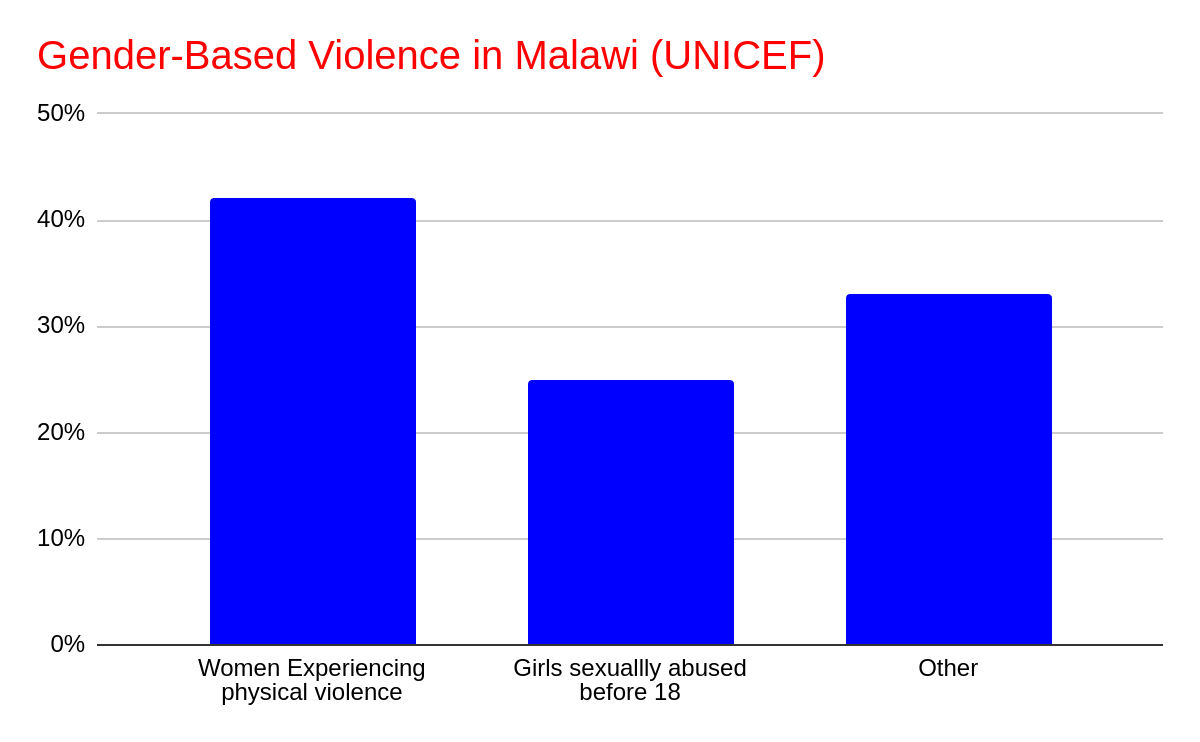 Gender-Based Violence in Malawi (UNICEF)
50%
40%
30%
20%
10%
0%
Women Experiencing
physical violence
Girls sexuallly abused
before 18
Other